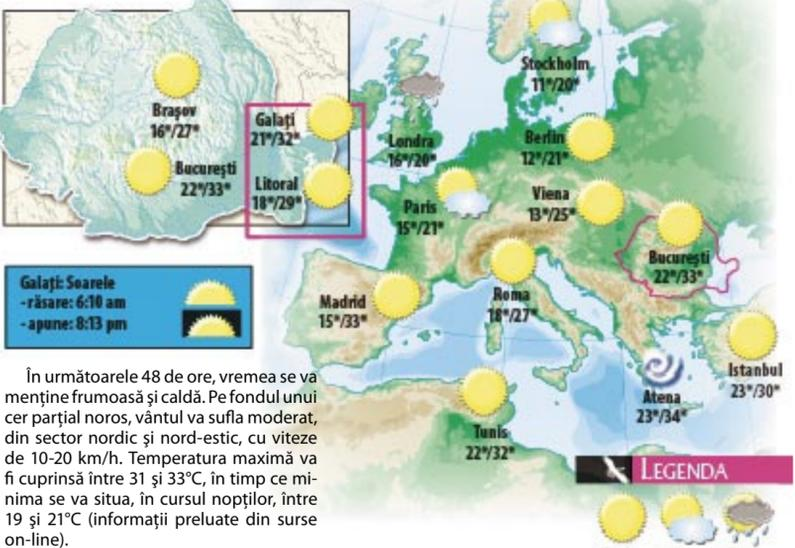 Brașov
16°/27°
București
22°/33°
Galați
21°/32°
Litoral
18°/29°
Stockholm
11°/20°
Londra
16°/20°
Berlin
12°/21°
Paris
15°/21°
Viena
13°/25°
București
22°/33°
Madrid
15°/33°
Roma
18°/27°
Istanbul
23°/30°
Atena
23°/34°
Tunis
22°/32°
Galați: Soarele
-răsare: 6:10 am
- apune: 8:13 pm
În următoarele 48 de ore, vremea se va
menține frumoasă și caldă. Pe fondul unui
cer parțial noros, vântul va sufla moderat,
din sector nordic și nord-estic, cu viteze
de 10-20 km/h. Temperatura maximă va
fi cuprinsă între 31 și 33°C, în timp ce mi-
nima se va situa, în cursul nopților, între
19 și 21°C (informații preluate din surse
on-line).
LEGENDA